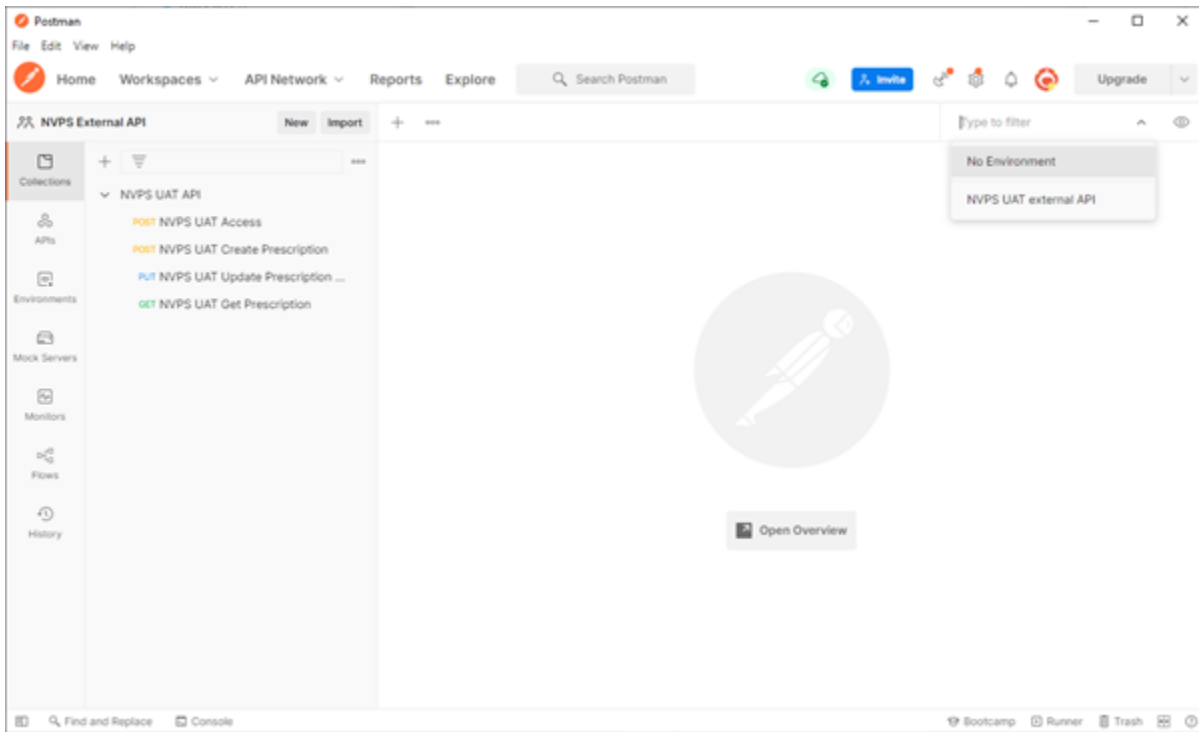 Postman
File Edit View Help
Home Workspaces API Network Reports Explore Search Postman Invite Upgrade
NVPS External API New Import Type to filter
No Environment
NVPS UAT external API
Collections
NVPS UAT API
POST NVPS UAT Access
POST NVPS UAT Create Prescription
PUT NVPS UAT Update Prescription ...
GET NVPS UAT Get Prescription
APIs
Environments
Mock Servers
Monitors
Flows
History
Open Overview
Find and Replace Console Bootcamp Runner Trash